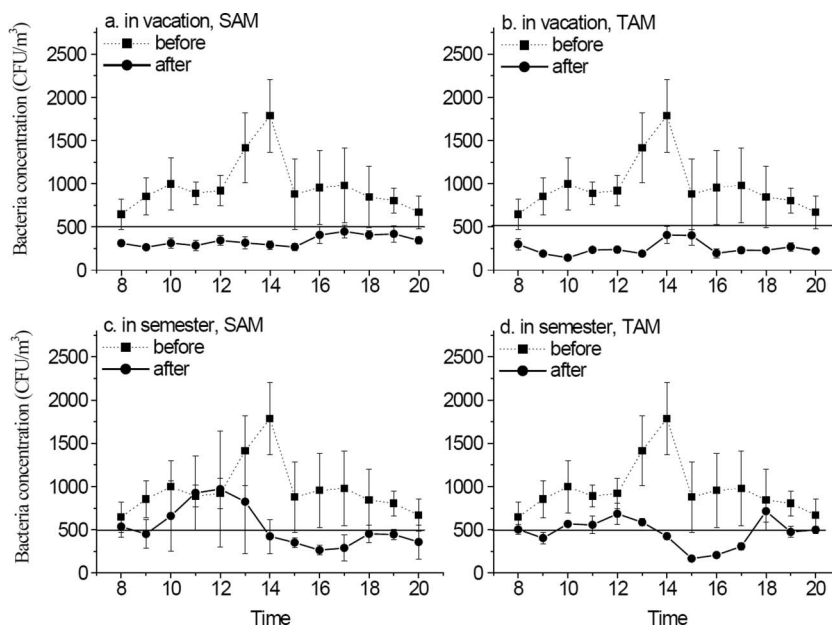 a. in vacation, SAM
before
after
Bacteria concentration (CFU/m³)
2500
2000
1500
1000
500
0
8 10 12 14 16 18 20
b. in vacation, TAM
before
after
2500
2000
1500
1000
500
0
8 10 12 14 16 18 20
c. in semester, SAM
before
after
Bacteria concentration (CFU/m³)
2500
2000
1500
1000
500
0
8 10 12 14 16 18 20
Time
d. in semester, TAM
before
after
2500
2000
1500
1000
500
0
8 10 12 14 16 18 20
Time